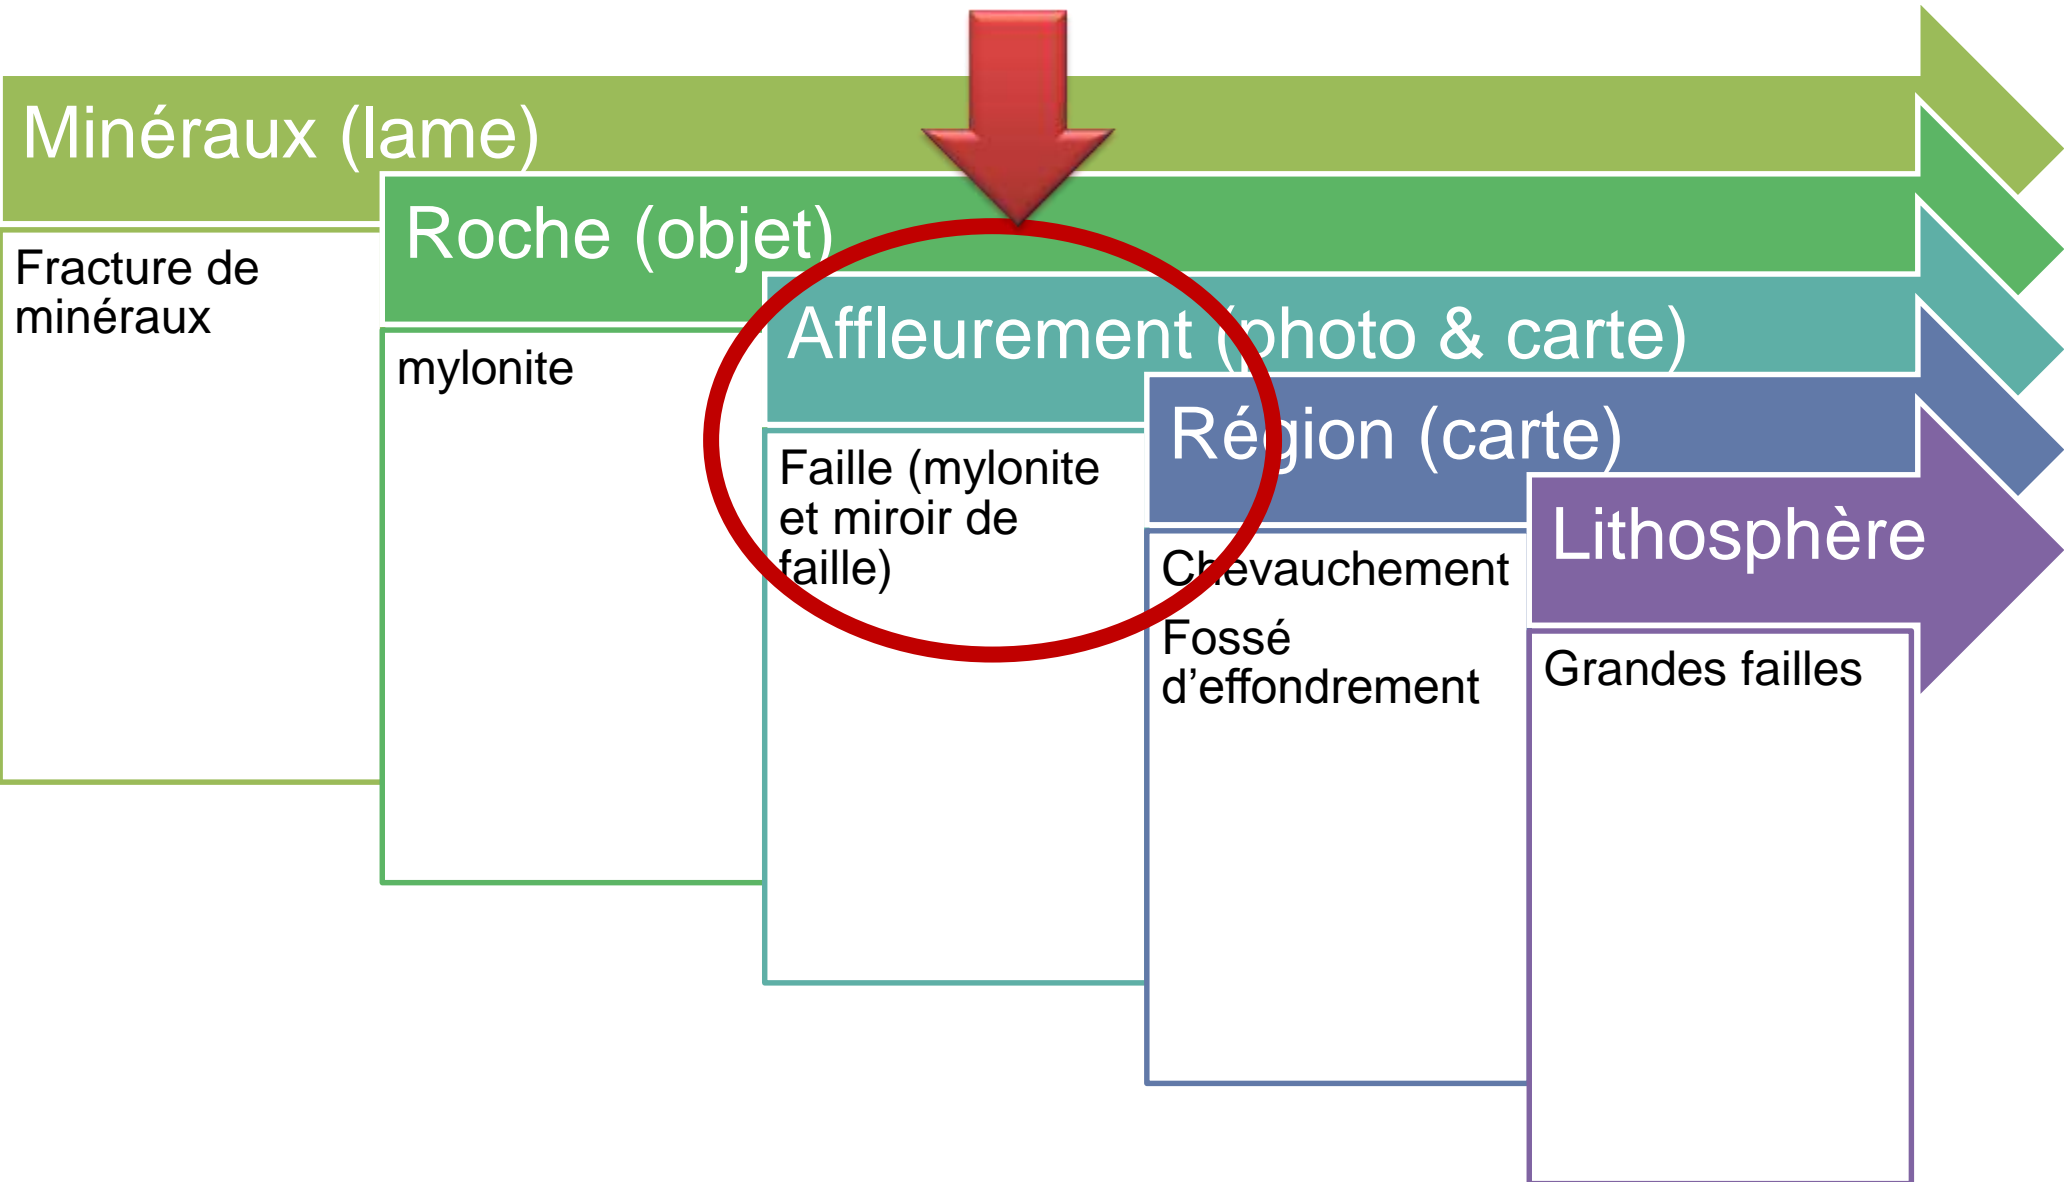 Minéraux (lame)
Fracture de
minéraux
Roche (objet)
mylonite
Affleurement (photo & carte)
Faille (mylonite
et miroir de
faille)
Région (carte)
Chevauchement
Fossé
d’effondrement
Lithosphère
Grandes failles